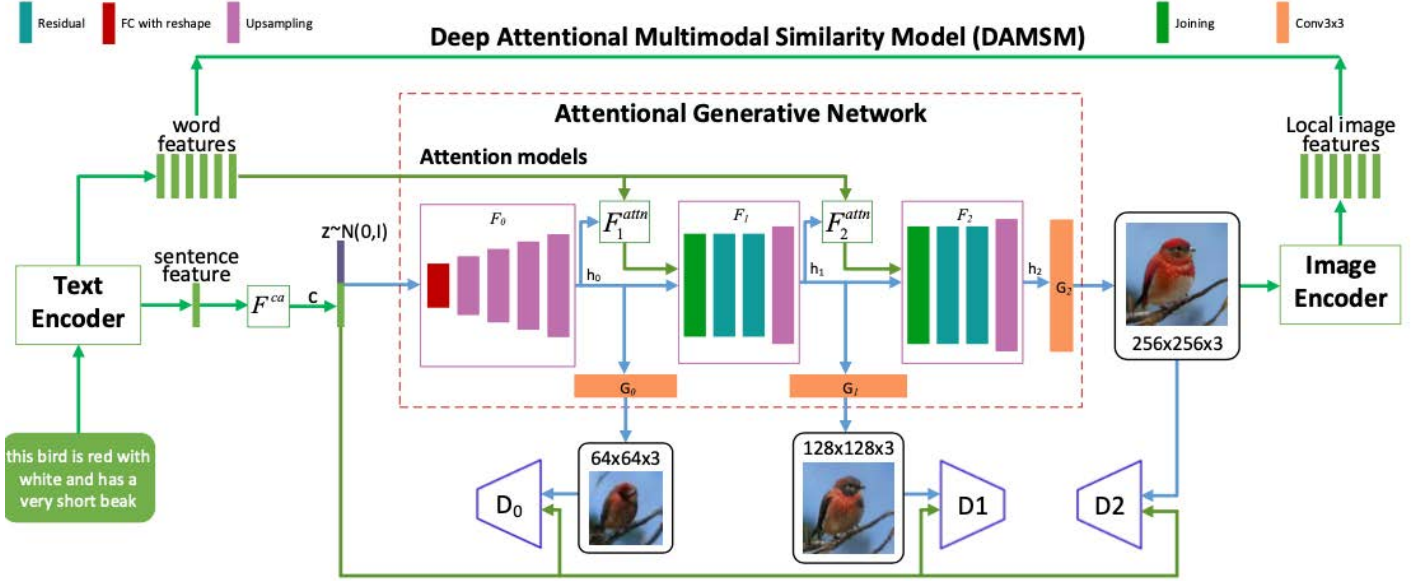 Residual
FC with reshape
Upsampling
Joining
Conv3x3
Deep Attentional Multimodal Similarity Model (DAMSM)
Attentional Generative Network
word
features
Local image
features
Attention models
F₀
F₁ᵃᵗᵗⁿ
F₁
F₂ᵃᵗᵗⁿ
F₂
z~N(0,I)
sentence
feature
Text
Encoder
F ᶜᵃ
c
h₀
h₁
h₂
G₂
Image
Encoder
256x256x3
G₀
G₁
this bird is red with
white and has a
very short beak
64x64x3
128x128x3
D₀
D1
D2